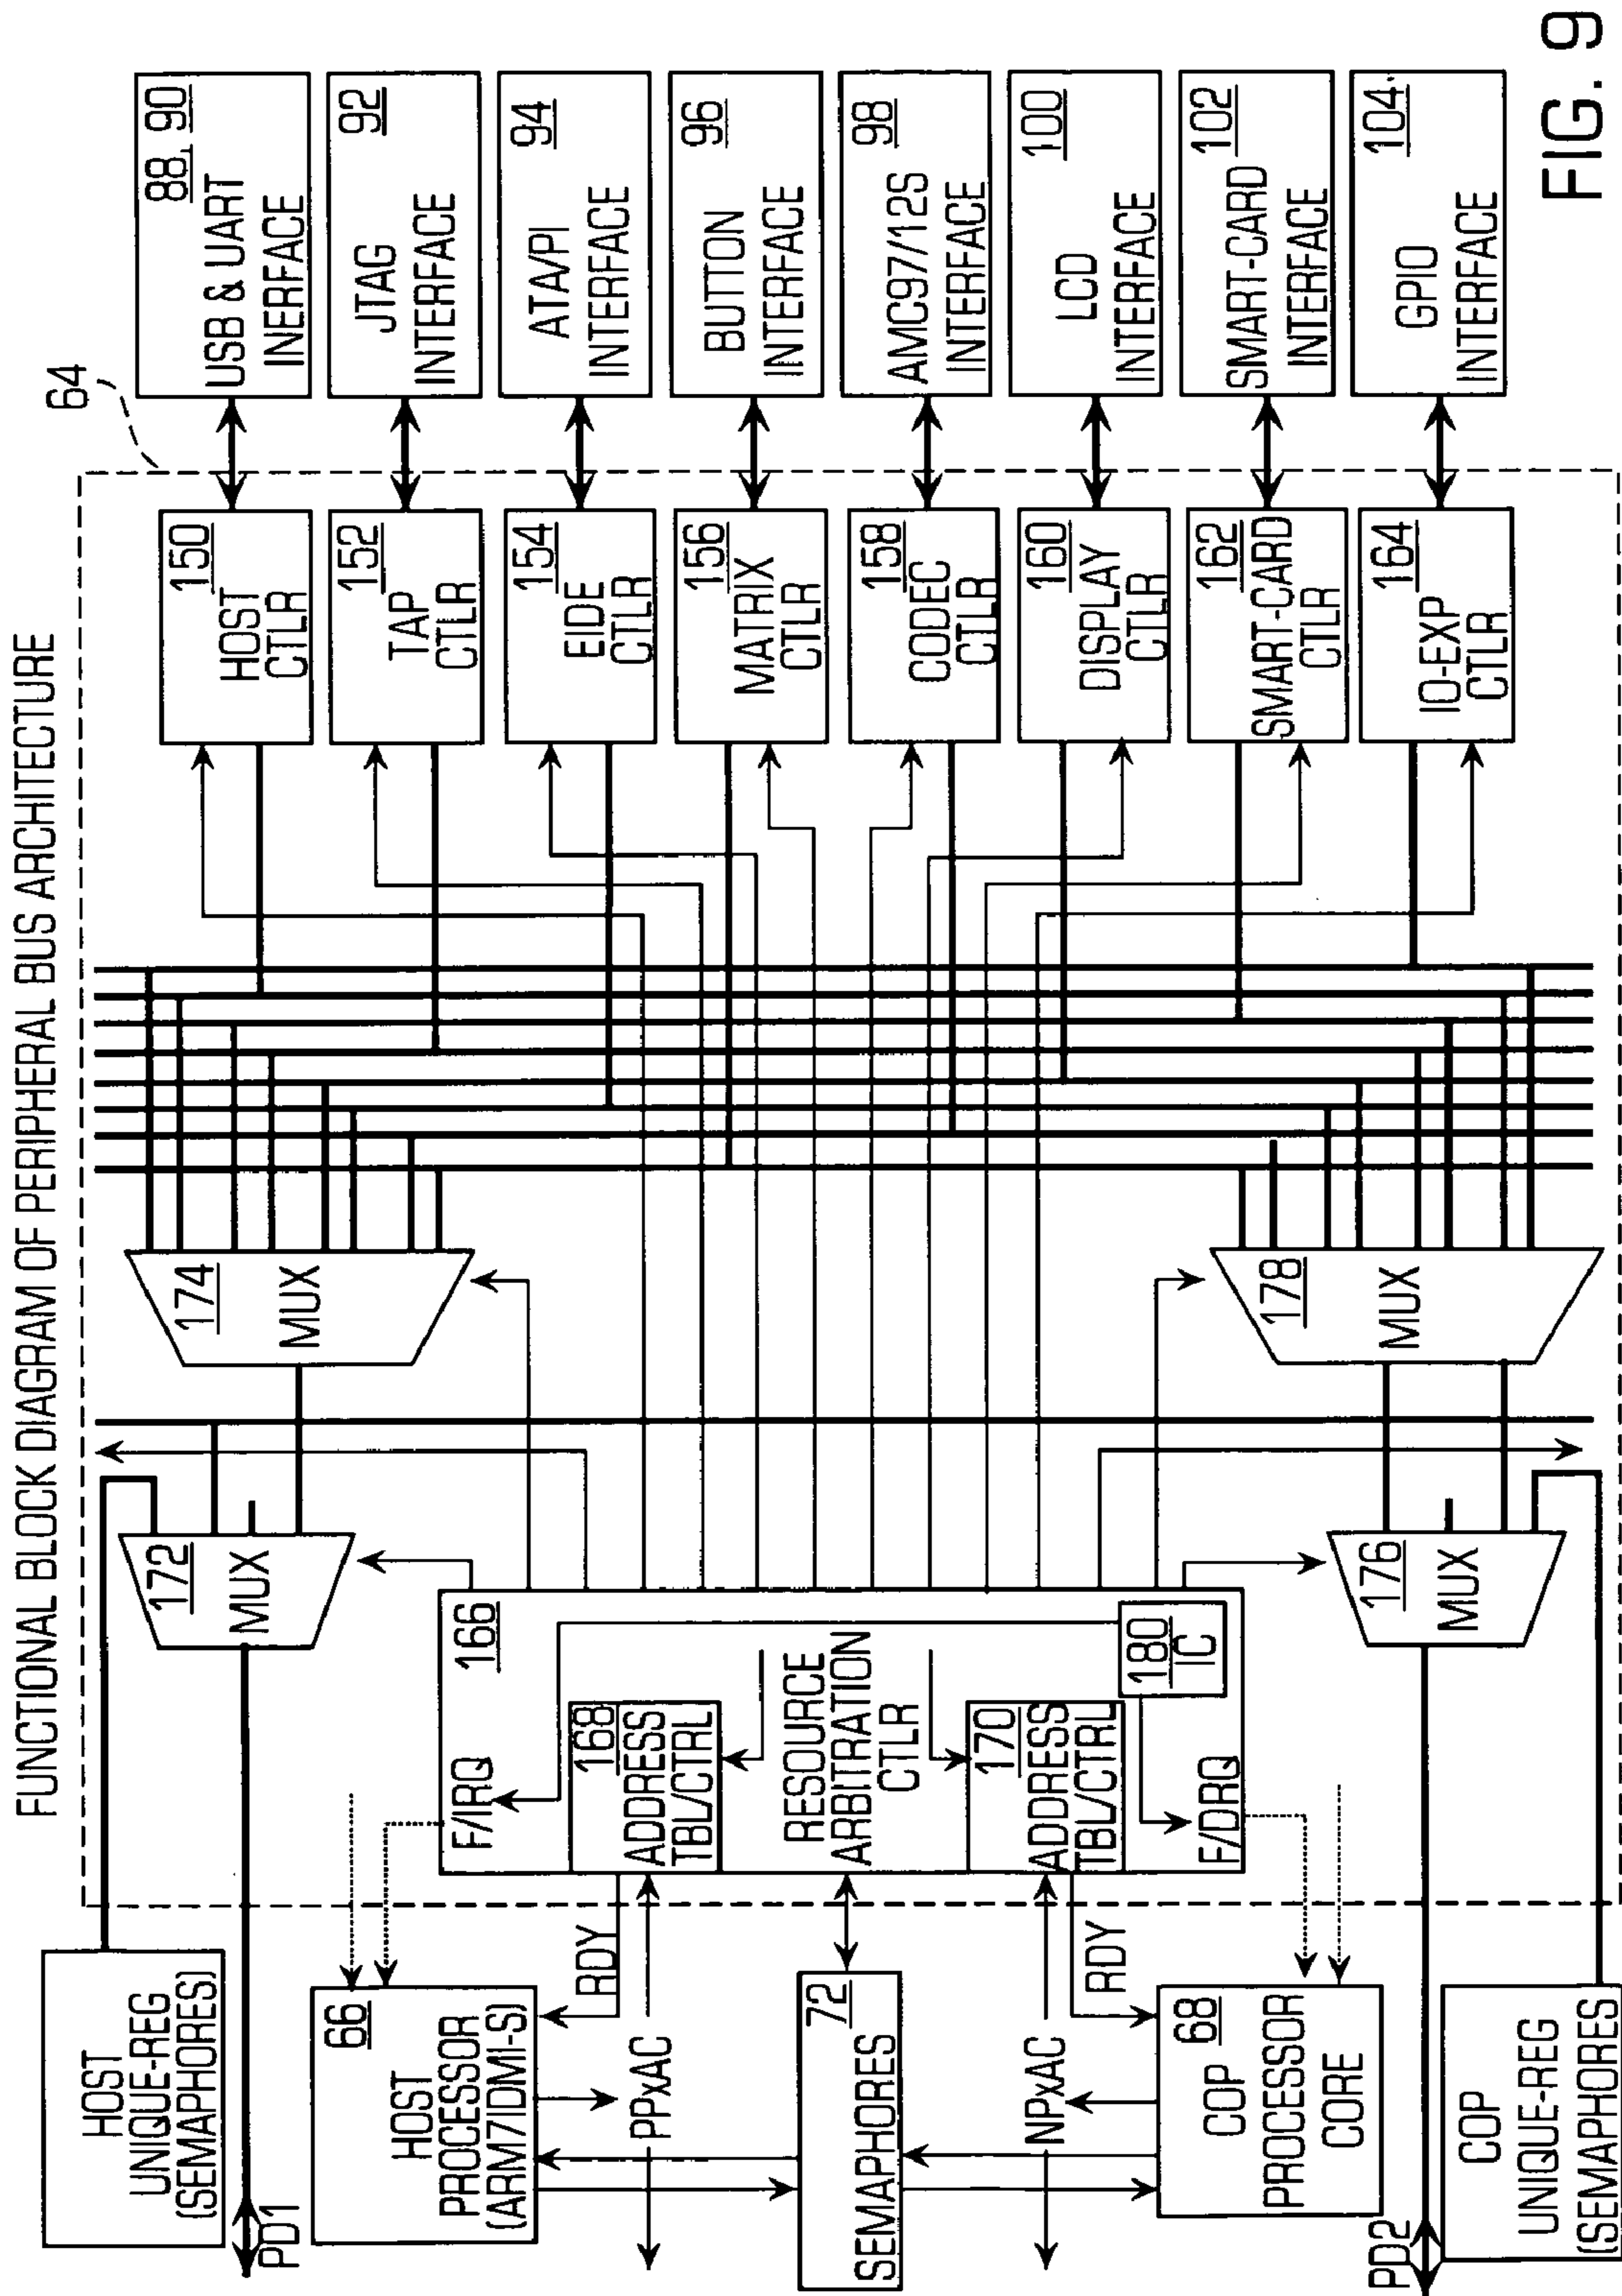 FUNCTIONAL BLOCK DIAGRAM OF PERIPHERAL BUS ARCHITECTURE
64
HOST
UNIQUE-REG
(SEMAPHORES)
PD1
66
HOST
PROCESSOR
(ARM7IDMI-S)
RDY
PPxAC
72
SEMAPHORES
NPxAC
RDY
68
COP
PROCESSOR
CORE
PD2
COP
UNIQUE-REG
(SEMAPHORES)
172
MUX
174
MUX
166
F/IRQ
168
ADDRESS
TBL/CTRL
RESOURCE
ARBITRATION
CTLR
170
ADDRESS
TBL/CTRL
180
IC
F/DRQ
176
MUX
178
MUX
150
HOST
CTLR
152
TAP
CTLR
154
EIDE
CTLR
156
MATRIX
CTLR
158
CODEC
CTLR
160
DISPLAY
CTLR
162
SMART-CARD
CTLR
164
IO-EXP
CTLR
88, 90
USB & UART
INERFACE
92
JTAG
INTERFACE
94
ATA/PI
INTERFACE
96
BUTTON
INTERFACE
98
AMC97/12S
INTERFACE
100
LCD
INTERFACE
102
SMART-CARD
INTERFACE
104
GPIO
INTERFACE
FIG. 9